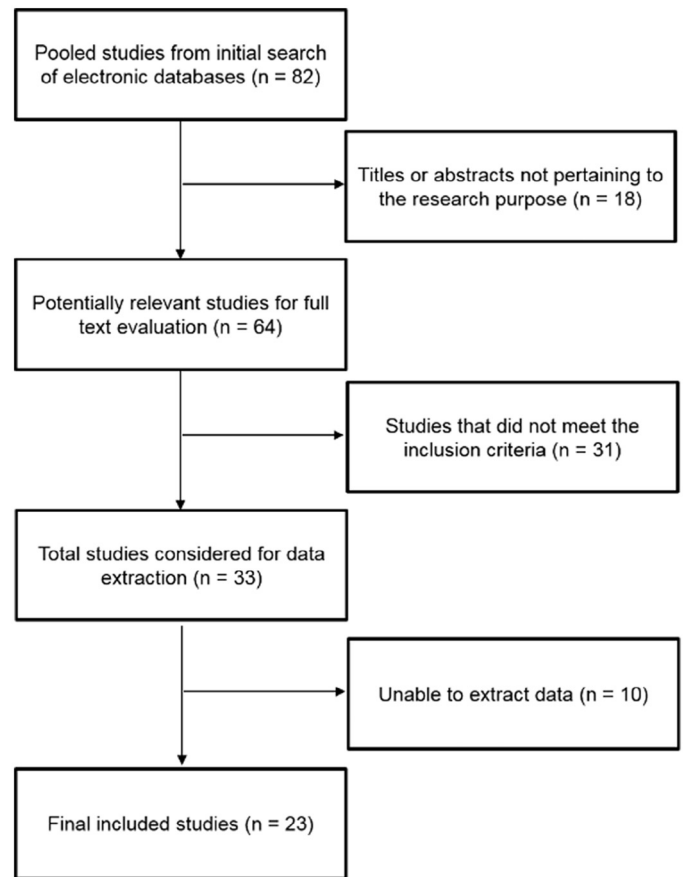 Pooled studies from initial search
of electronic databases (n = 82)
Titles or abstracts not pertaining to
the research purpose (n = 18)
Potentially relevant studies for full
text evaluation (n = 64)
Studies that did not meet the
inclusion criteria (n = 31)
Total studies considered for data
extraction (n = 33)
Unable to extract data (n = 10)
Final included studies (n = 23)